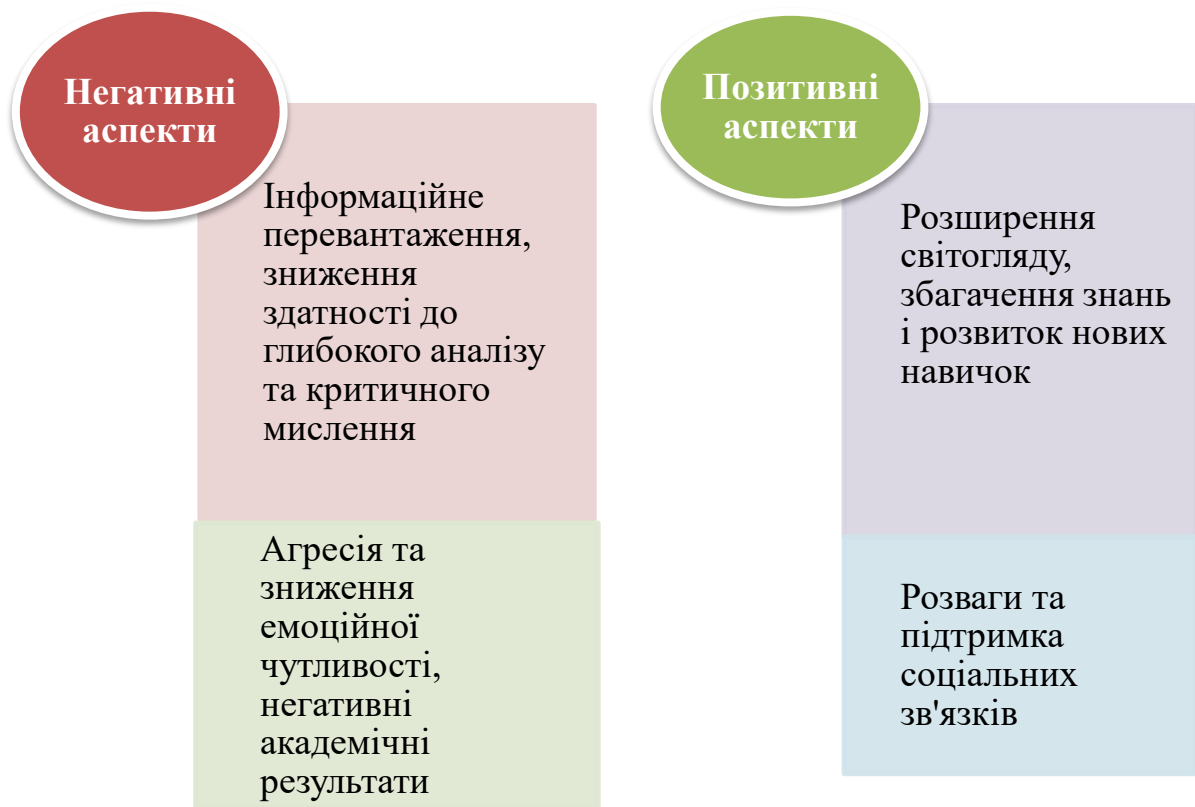 Негативні
аспекти
Інформаційне
перевантаження,
зниження
здатності до
глибокого аналізу
та критичного
мислення
Агресія та
зниження
емоційної
чутливості,
негативні
академічні
результати
Позитивні
аспекти
Розширення
світогляду,
збагачення знань
і розвиток нових
навичок
Розваги та
підтримка
соціальних
зв'язків